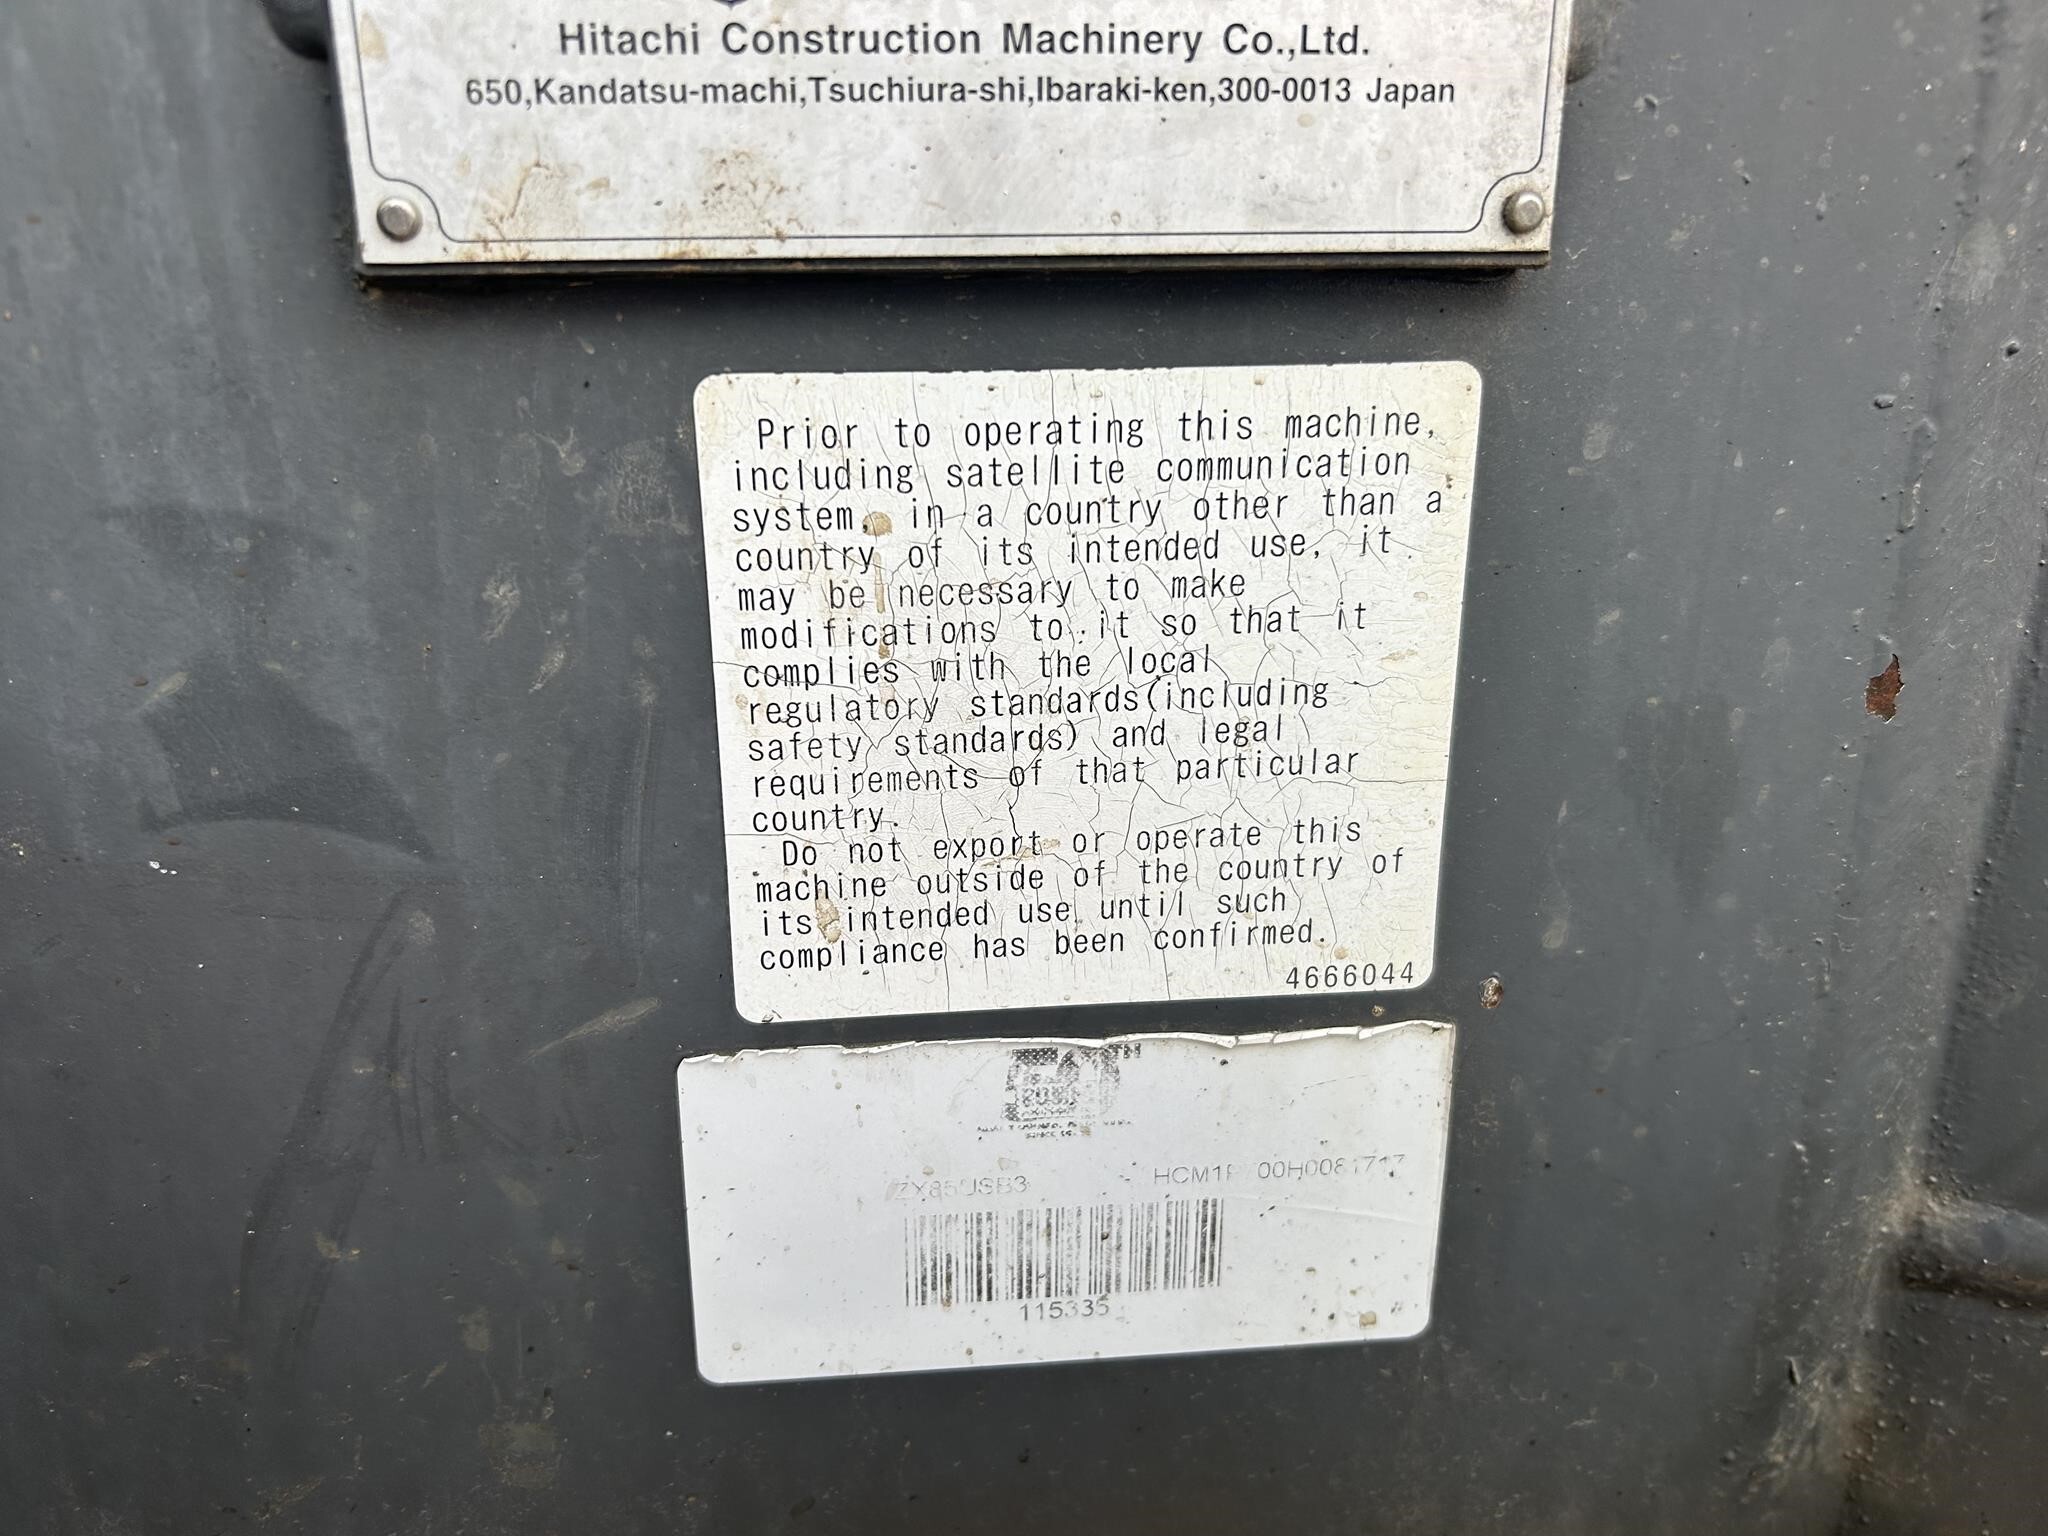 Hitachi Construction Machinery Co.,Ltd.
650,Kandatsu-machi,Tsuchiura-shi,Ibaraki-ken,300-0013 Japan
Prior to operating this machine,
including satellite communication
system, in a country other than a
country of its intended use, it
may be necessary to make
modifications to it so that it
complies with the local
regulatory standards(including
safety standards) and legal
requirements of that particular
country.
Do not export or operate this
machine outside of the country of
its intended use until such
compliance has been confirmed.
4666044
115335